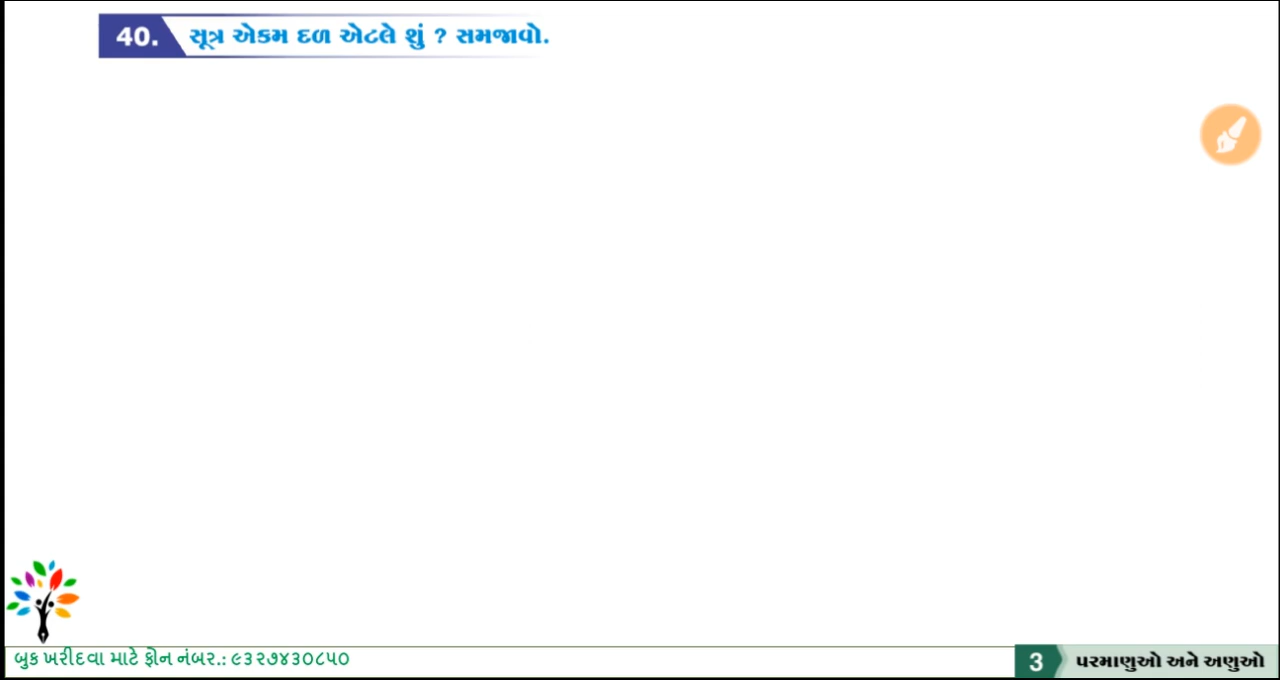 40. સૂત્ર એકમ દળ એટલે શું ? સમજાવો.
બુક ખરીદવા માટે ફોન નંબર.: ૯૩૨૭૪૩૦૮૫૦
3 પરમાણુઓ અને અણુઓ